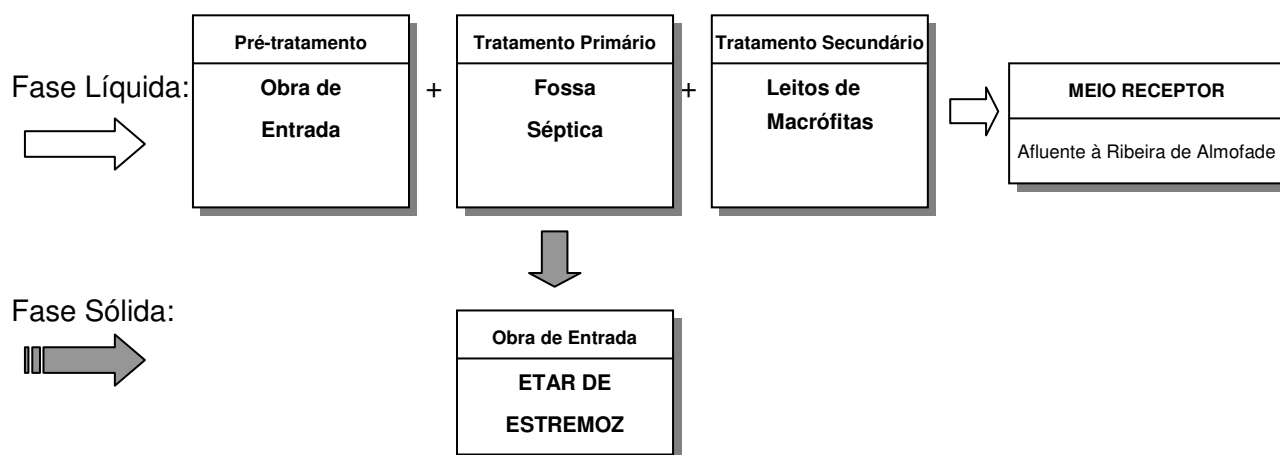 Fase Líquida:
Pré-tratamento
Obra de
Entrada
+
Tratamento Primário
Fossa
Séptica
+
Tratamento Secundário
Leitos de
Macrófitas
MEIO RECEPTOR
Afluente à Ribeira de Almofade
Fase Sólida:
Obra de Entrada
ETAR DE
ESTREMOZ